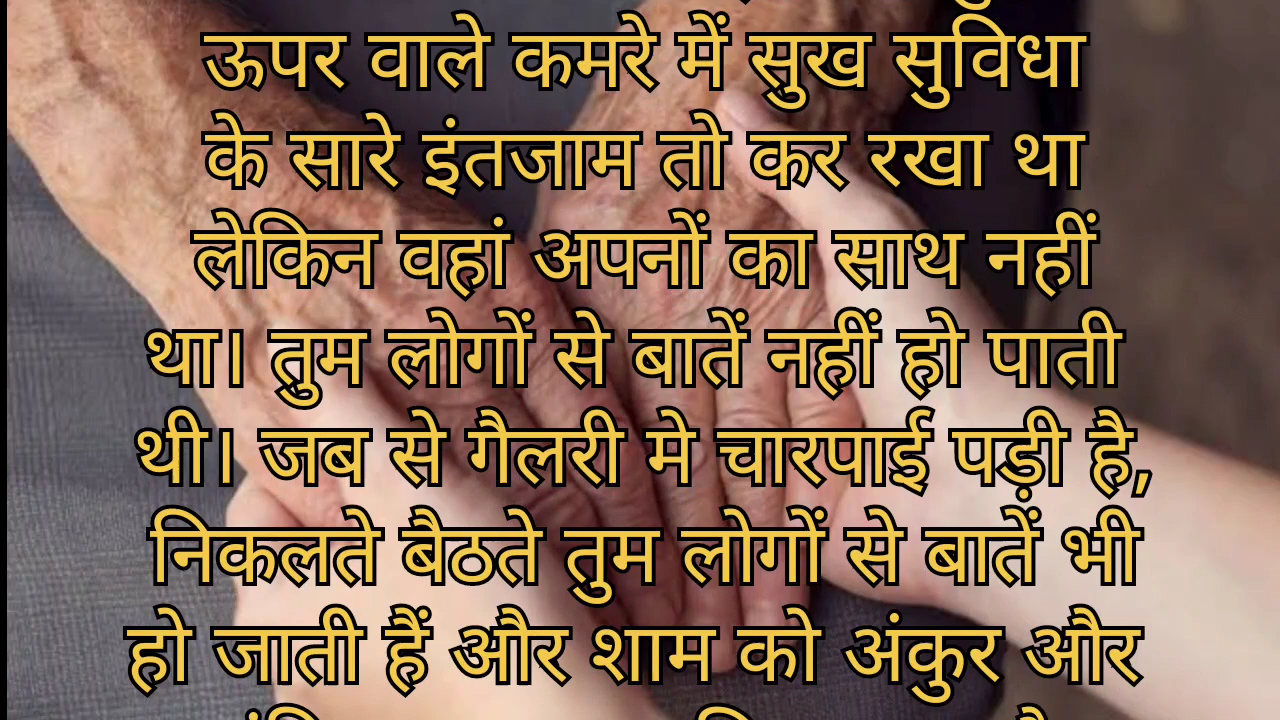 ऊपर वाले कमरे में सुख सुविधा
के सारे इंतजाम तो कर रखा था
लेकिन वहां अपनों का साथ नहीं
था। तुम लोगों से बातें नहीं हो पाती
थी। जब से गैलरी मे चारपाई पड़ी है,
निकलते बैठते तुम लोगों से बातें भी
हो जाती हैं और शाम को अंकुर और